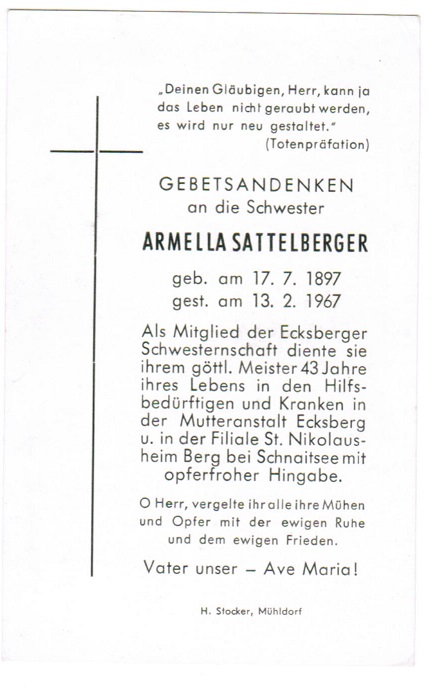 „Deinen Gläubigen, Herr, kann ja
das Leben nicht geraubt werden,
es wird nur neu gestaltet."
(Totenpräfation)
GEBETSANDENKEN
an die Schwester
ARMELLA SATTELBERGER
geb. am 17. 7. 1897
gest. am 13. 2. 1967
Als Mitglied der Ecksberger
Schwesternschaft diente sie
ihrem göttl. Meister 43 Jahre
ihres Lebens in den Hilfs-
bedürftigen und Kranken in
der Mutteranstalt Ecksberg
u. in der Filiale St. Nikolaus-
heim Berg bei Schnaitsee mit
opferfroher Hingabe.
O Herr, vergelte ihr alle ihre Mühen
und Opfer mit der ewigen Ruhe
und dem ewigen Frieden.
Vater unser – Ave Maria!
H. Stocker, Mühldorf